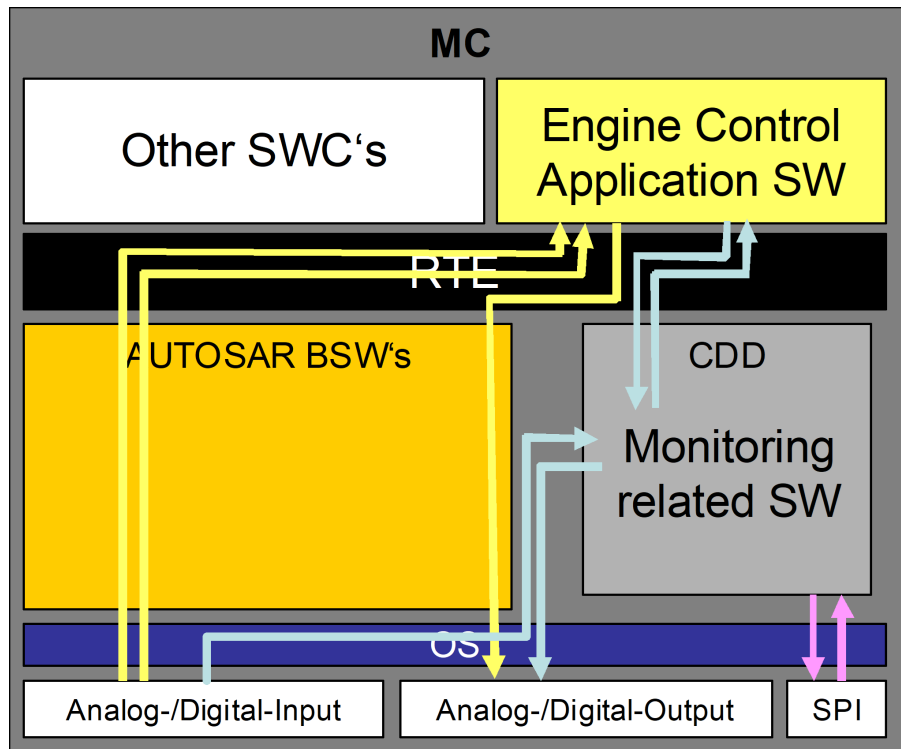 MC
Other SWC‘s
Engine Control
Application SW
RTE
AUTOSAR BSW‘s
CDD
Monitoring
related SW
OS
Analog-/Digital-Input
Analog-/Digital-Output
SPI